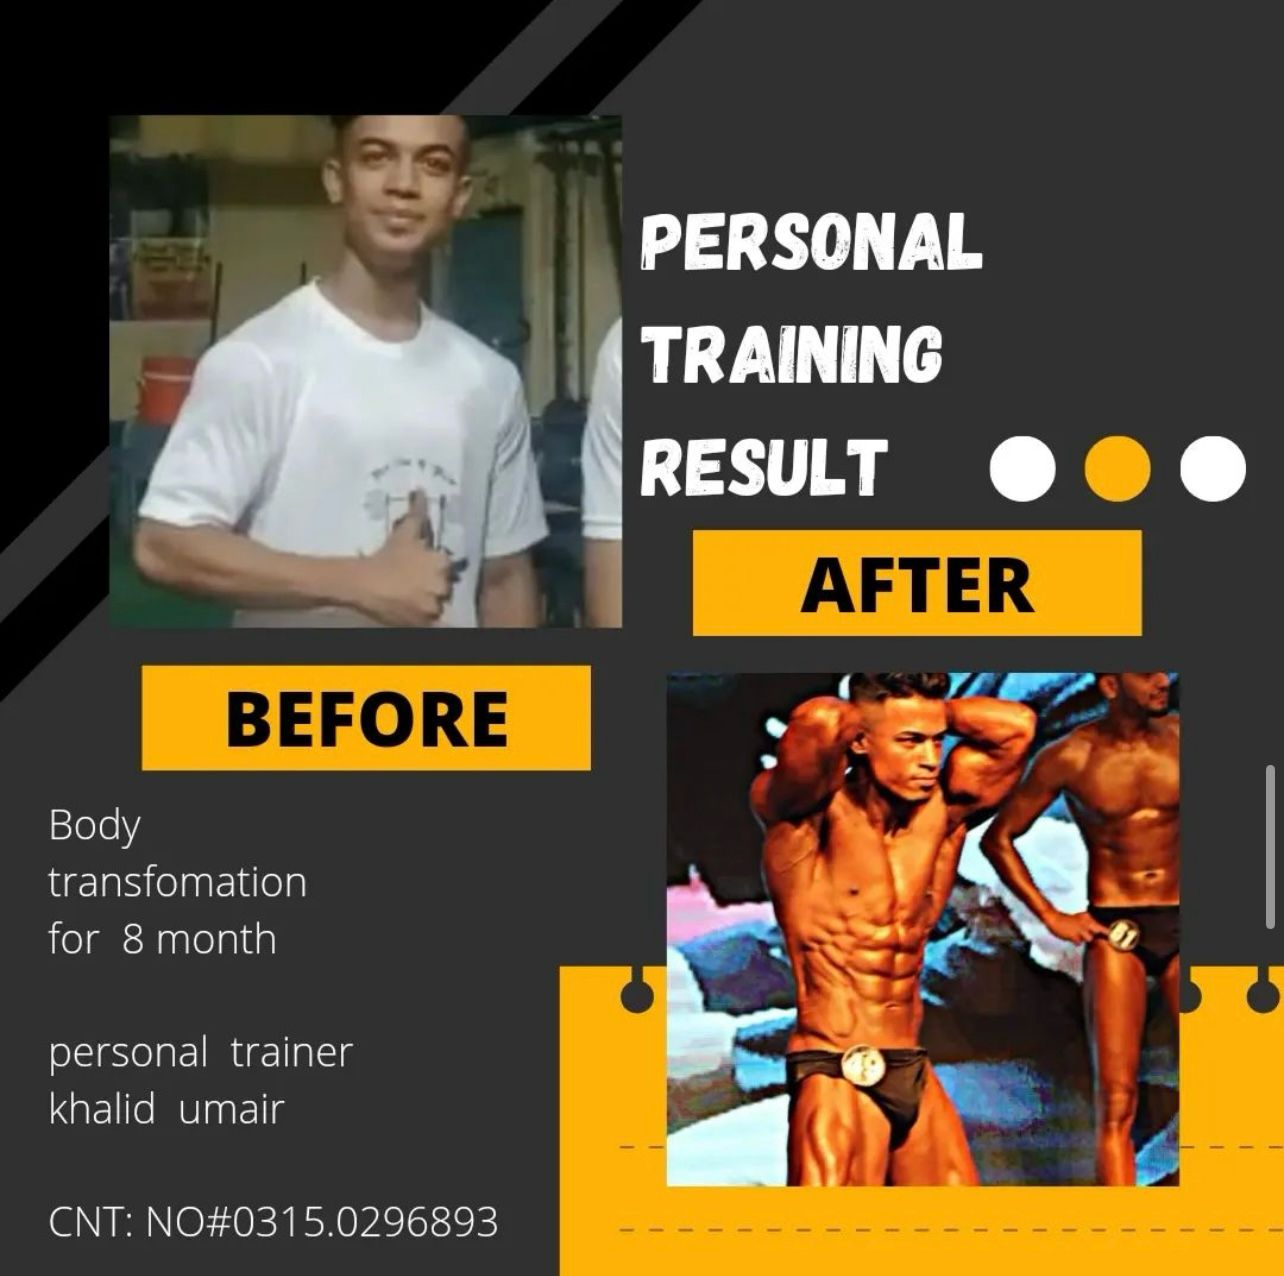 PERSONAL
TRAINING
RESULT
AFTER
BEFORE
Body
transfomation
for 8 month
personal trainer
khalid umair
CNT: NO#0315.0296893